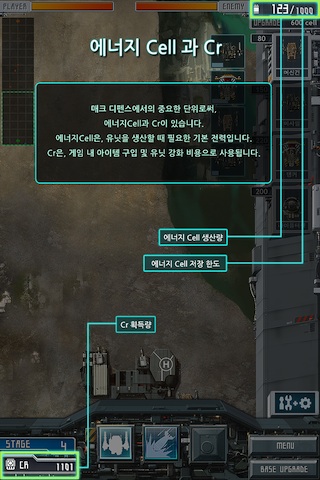 PLAYER
ENEMY
123/1000
UPGRADE 600 cell
에너지 Cell 과 Cr
80
머신건
매크 디펜스에서의 중요한 단위로써,
에너지Cell과 Cr이 있습니다.
에너지Cell은, 유닛을 생산할 때 필요한 기본 전력입니다.
Cr은, 게임 내 아이템 구입 및 유닛 강화 비용으로 사용됩니다.
200
에너지 Cell 생산량
에너지 Cell 저장 한도
Cr 획득량
H
STAGE 4
CR 1101
MENU
BASE UPGRADE